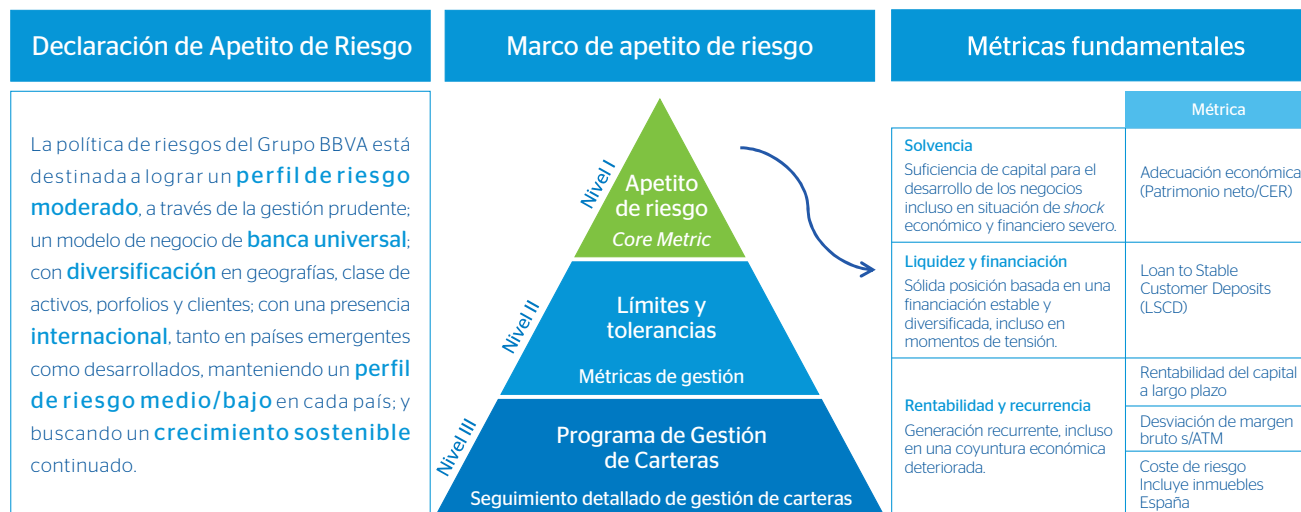 Declaración de Apetito de Riesgo
La política de riesgos del Grupo BBVA está
destinada a lograr un perfil de riesgo
moderado, a través de la gestión prudente;
un modelo de negocio de banca universal;
con diversificación en geografías, clase de
activos, porfolios y clientes; con una presencia
internacional, tanto en países emergentes
como desarrollados, manteniendo un perfil
de riesgo medio/bajo en cada país; y
buscando un crecimiento sostenible
continuado.
Marco de apetito de riesgo
Nivel I
Apetito
de riesgo
Core Metric
Nivel II
Límites y
tolerancias
Métricas de gestión
Nivel III
Programa de Gestión
de Carteras
Seguimiento detallado de gestión de carteras
Métricas fundamentales
Métrica
Solvencia
Suficiencia de capital para el
desarrollo de los negocios
incluso en situación de shock
económico y financiero severo.
Adecuación económica
(Patrimonio neto/CER)
Liquidez y financiación
Sólida posición basada en una
financiación estable y
diversificada, incluso en
momentos de tensión.
Loan to Stable
Customer Deposits
(LSCD)
Rentabilidad y recurrencia
Generación recurrente, incluso
en una coyuntura económica
deteriorada.
Rentabilidad del capital
a largo plazo
Desviación de margen
bruto s/ATM
Coste de riesgo
Incluye inmuebles
España